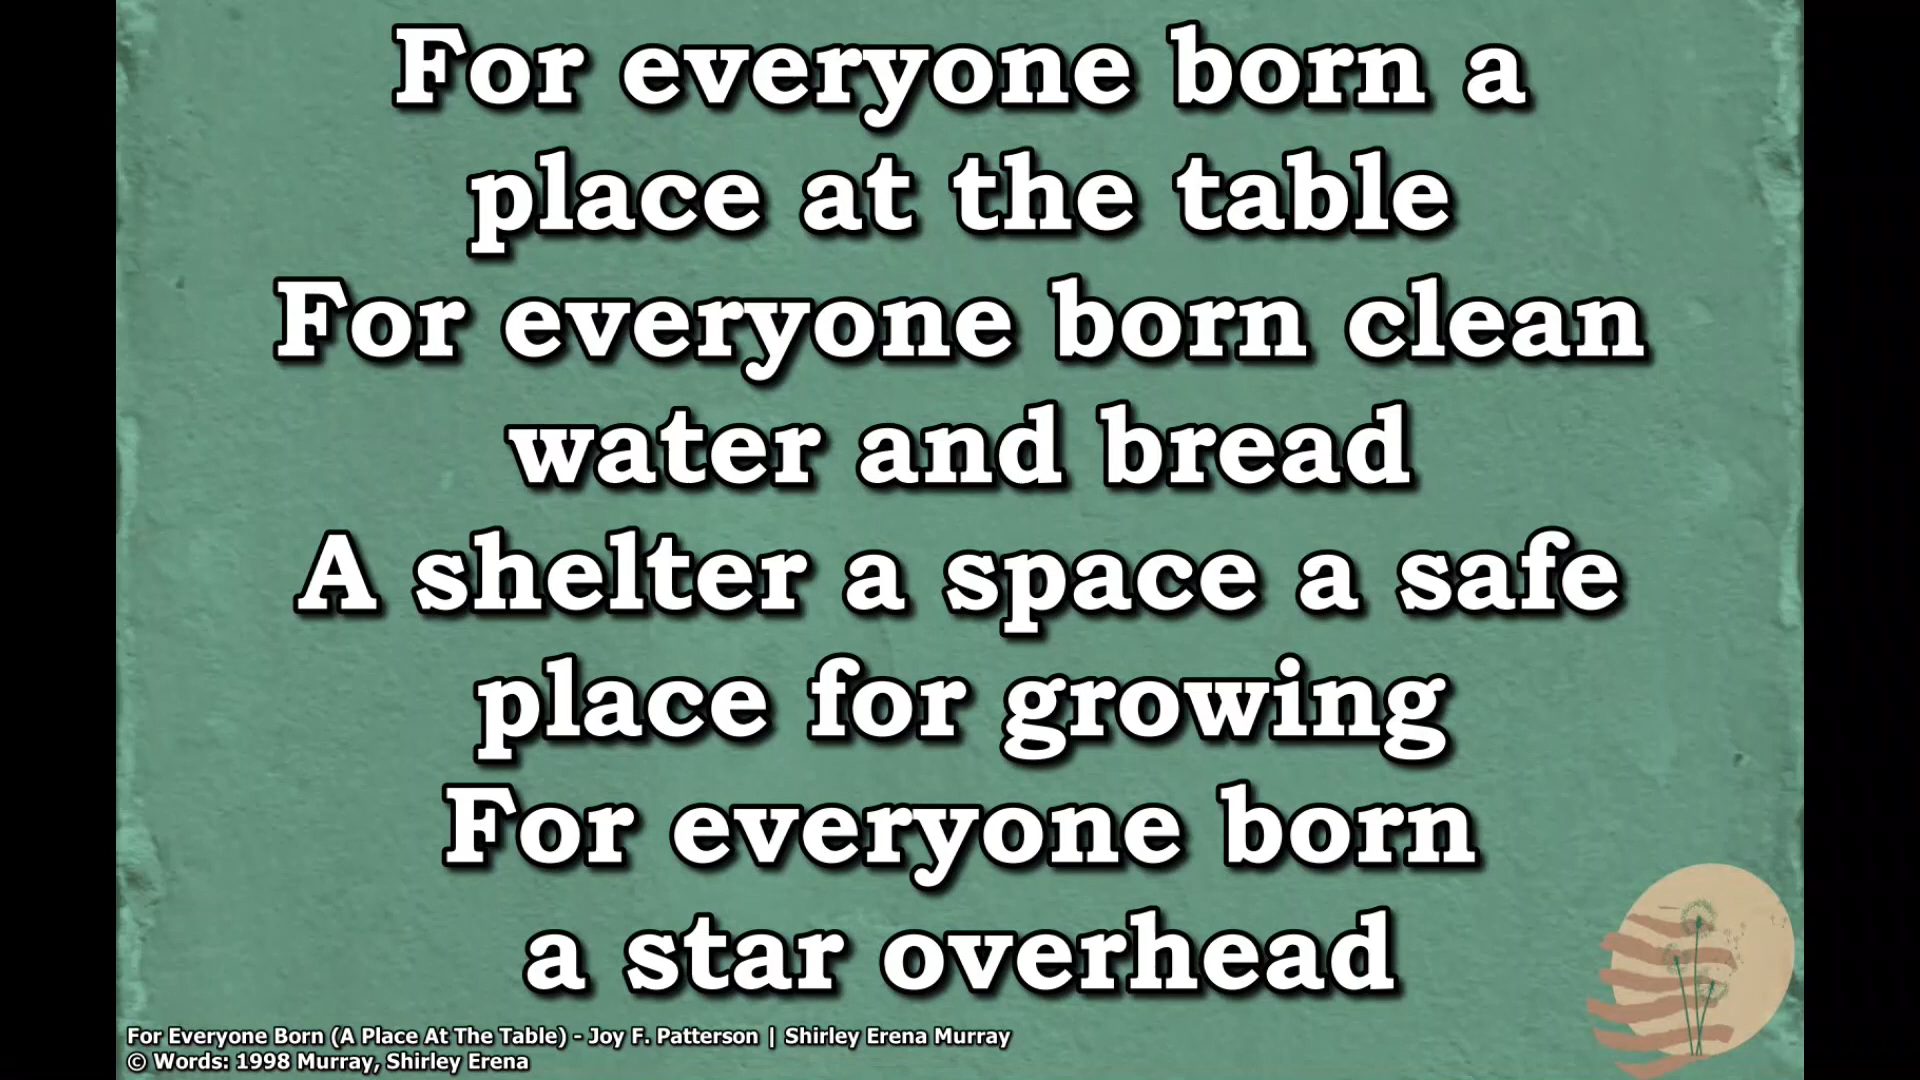 For everyone born a
place at the table
For everyone born clean
water and bread
A shelter a space a safe
place for growing
For everyone born
a star overhead
For Everyone Born (A Place At The Table) - Joy F. Patterson | Shirley Erena Murray
© Words: 1998 Murray, Shirley Erena